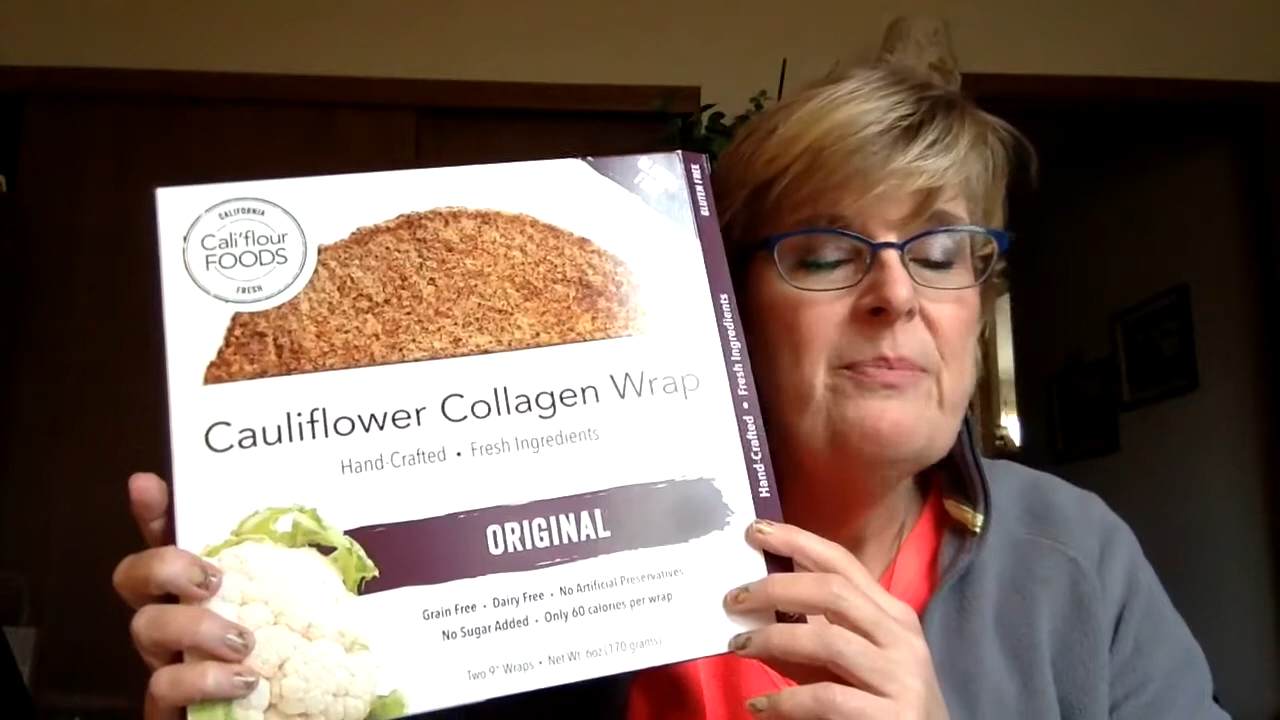 CALIFORNIA
Cali'flour
FOODS
FRESH
Cauliflower Collagen Wrap
Hand-Crafted • Fresh Ingredients
ORIGINAL
Grain Free • Dairy Free • No Artificial Preservatives
No Sugar Added • Only 60 calories per wrap
Two 9" Wraps • Net Wt. 6oz (170 grams)
GLUTEN FREE
Hand-Crafted • Fresh Ingredients